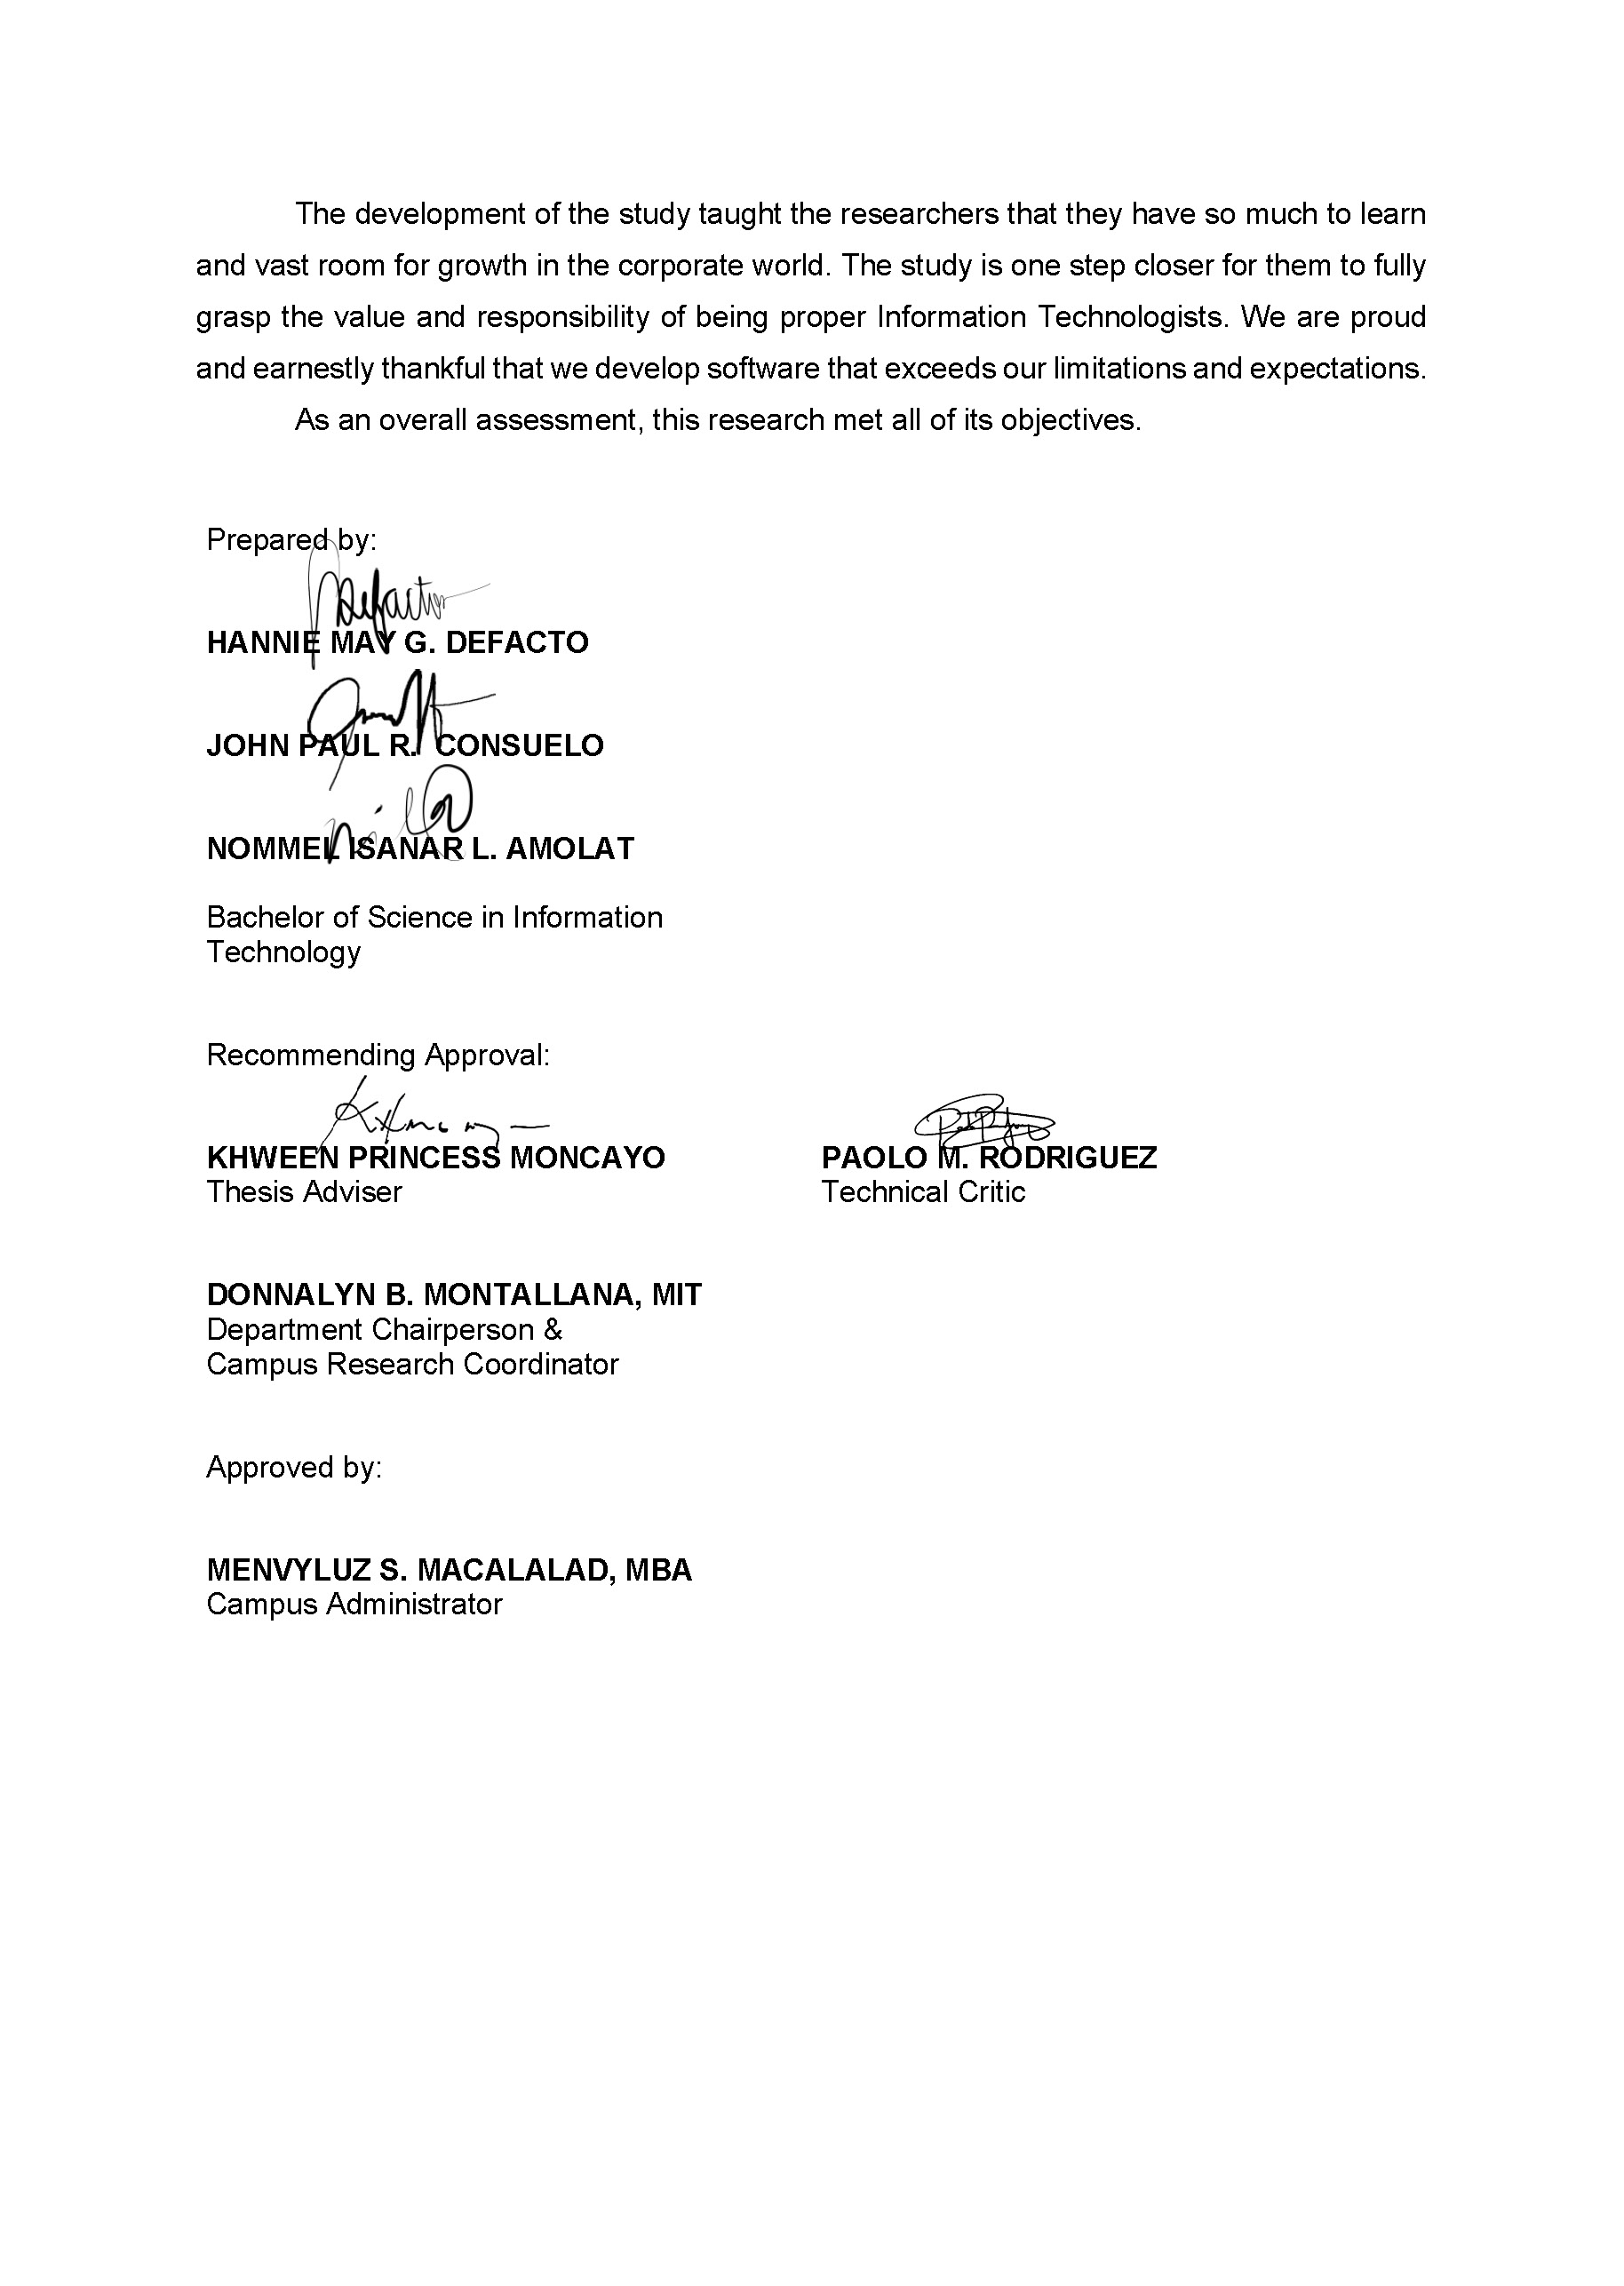 The development of the study taught the researchers that they have so much to learn
and vast room for growth in the corporate world. The study is one step closer for them to fully
grasp the value and responsibility of being proper Information Technologists. We are proud
and earnestly thankful that we develop software that exceeds our limitations and expectations.
As an overall assessment, this research met all of its objectives.
Prepared by:
Defacto
HANNIE MAY G. DEFACTO
JOHN PAUL R. CONSUELO
NOMMEL ISANAR L. AMOLAT
Bachelor of Science in Information
Technology
Recommending Approval:
KHWEEN PRINCESS MONCAYO
Thesis Adviser
PAOLO M. RODRIGUEZ
Technical Critic
DONNALYN B. MONTALLANA, MIT
Department Chairperson &
Campus Research Coordinator
Approved by:
MENVYLUZ S. MACALALAD, MBA
Campus Administrator